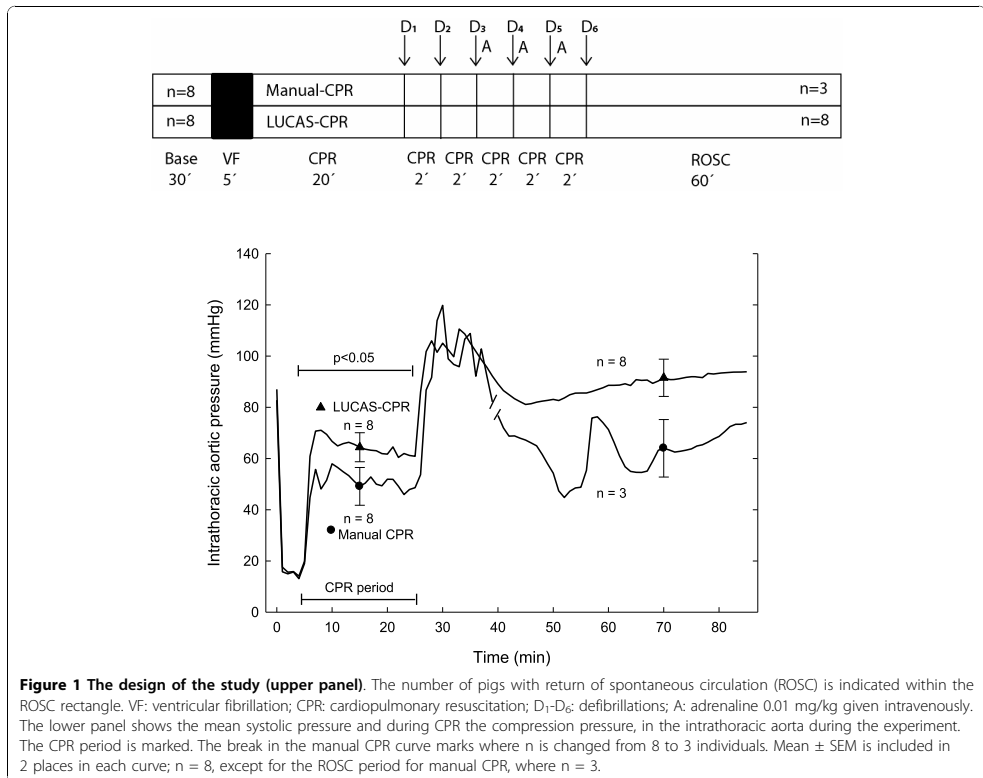 D₁ D₂ D₃ D₄ D₅ D₆
A A A
n=8 Manual-CPR n=3
n=8 LUCAS-CPR n=8
Base VF CPR CPR CPR CPR CPR CPR ROSC
30´ 5´ 20´ 2´ 2´ 2´ 2´ 2´ 60´
Intrathoracic aortic pressure (mmHg)
140
120
100
80
60
40
20
0
p<0.05
LUCAS-CPR
n = 8
n = 8
Manual CPR
CPR period
n = 8
n = 3
0 10 20 30 40 50 60 70 80
Time (min)
Figure 1 The design of the study (upper panel). The number of pigs with return of spontaneous circulation (ROSC) is indicated within the
ROSC rectangle. VF: ventricular fibrillation; CPR: cardiopulmonary resuscitation; D₁-D₆: defibrillations; A: adrenaline 0.01 mg/kg given intravenously.
The lower panel shows the mean systolic pressure and during CPR the compression pressure, in the intrathoracic aorta during the experiment.
The CPR period is marked. The break in the manual CPR curve marks where n is changed from 8 to 3 individuals. Mean ± SEM is included in
2 places in each curve; n = 8, except for the ROSC period for manual CPR, where n = 3.